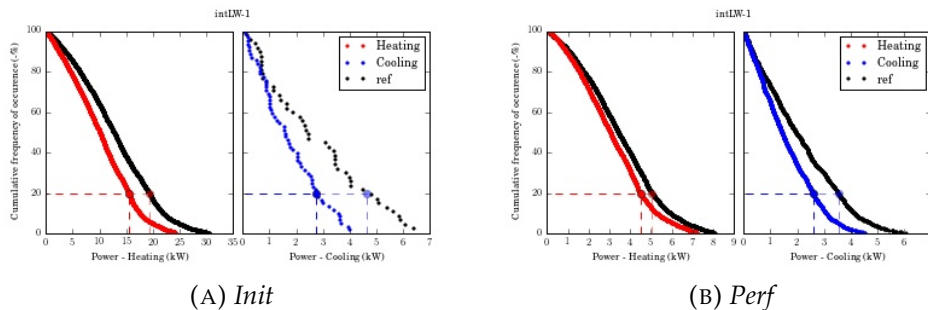 intLW-1
Cumulative frequency of occurence (-%)
100
80
60
40
20
0
0 5 10 15 20 25 30 35
Power - Heating (kW)
Heating
Cooling
ref
0 1 2 3 4 5 6 7
Power - Cooling (kW)
(A) Init
intLW-1
Cumulative frequency of occurence (-%)
100
80
60
40
20
0
0 1 2 3 4 5 6 7 8 9
Power - Heating (kW)
Heating
Cooling
ref
0 1 2 3 4 5 6
Power - Cooling (kW)
(B) Perf